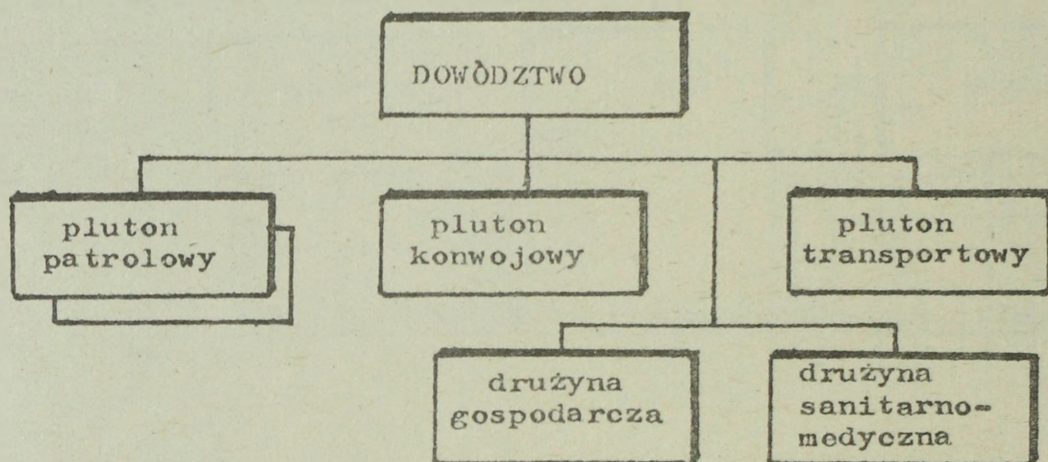 DOWÒDZTWO
pluton
patrolowy
pluton
konwojowy
pluton
transportowy
drużyna
gospodarcza
drużyna
sanitarno-
medyczna